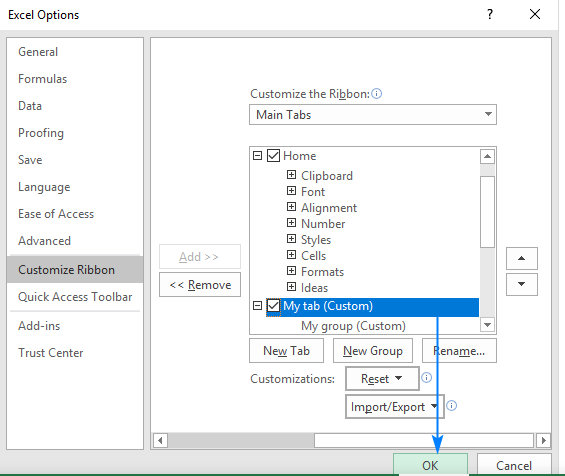 Excel Options ?
General
Formulas
Data
Proofing
Save
Language
Ease of Access
Advanced
Customize Ribbon
Quick Access Toolbar
Add-ins
Trust Center
Add >>
<< Remove
Customize the Ribbon:
Main Tabs
Home
Clipboard
Font
Alignment
Number
Styles
Cells
Formats
Ideas
My tab (Custom)
My group (Custom)
New Tab New Group Rename...
Customizations: Reset
Import/Export
OK Cancel